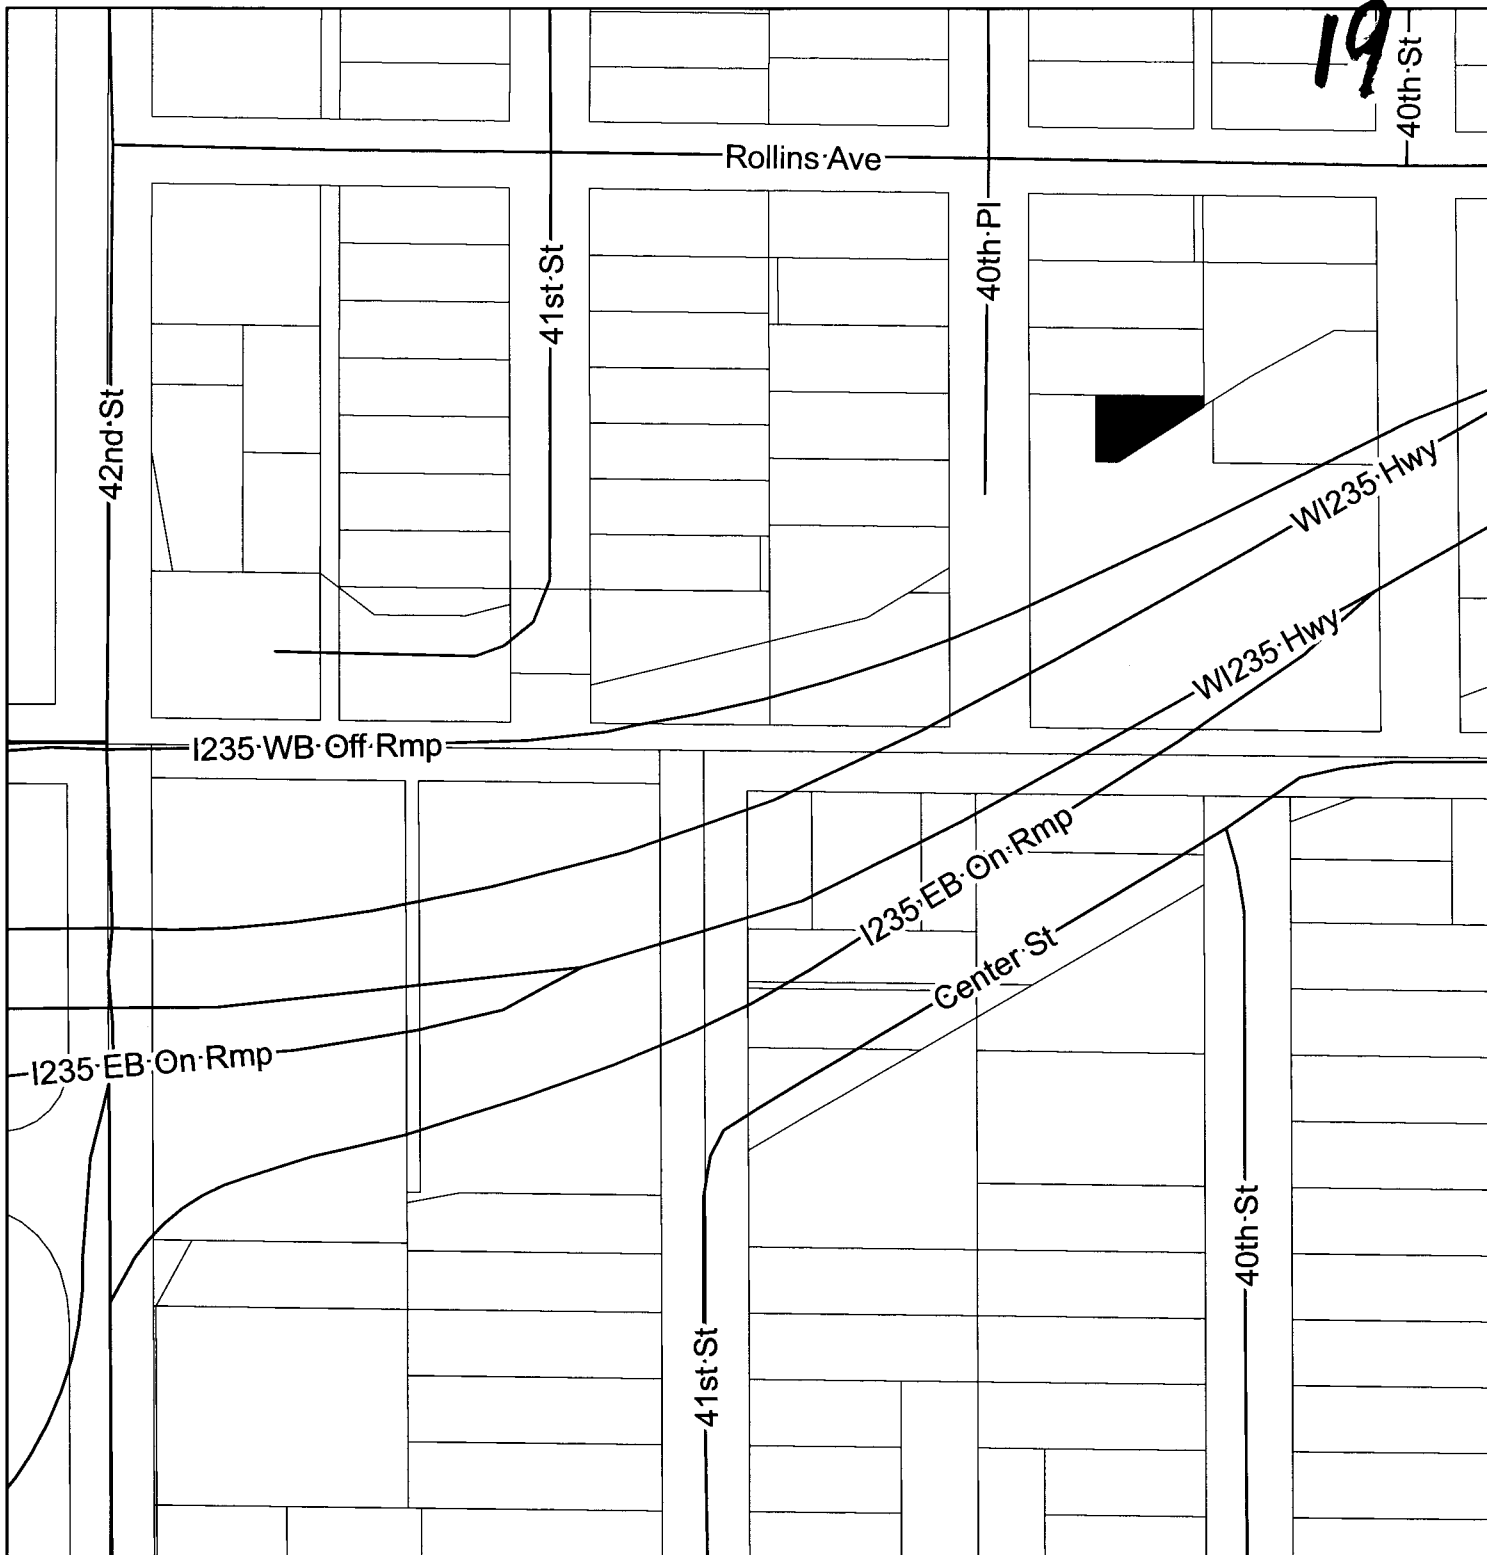 19
40th St
Rollins Ave
40th Pl
41st St
42nd St
WI235 Hwy
WI235 Hwy
I235 WB Off Rmp
I235 EB On Rmp
Center St
I235 EB On Rmp
40th St
41st St